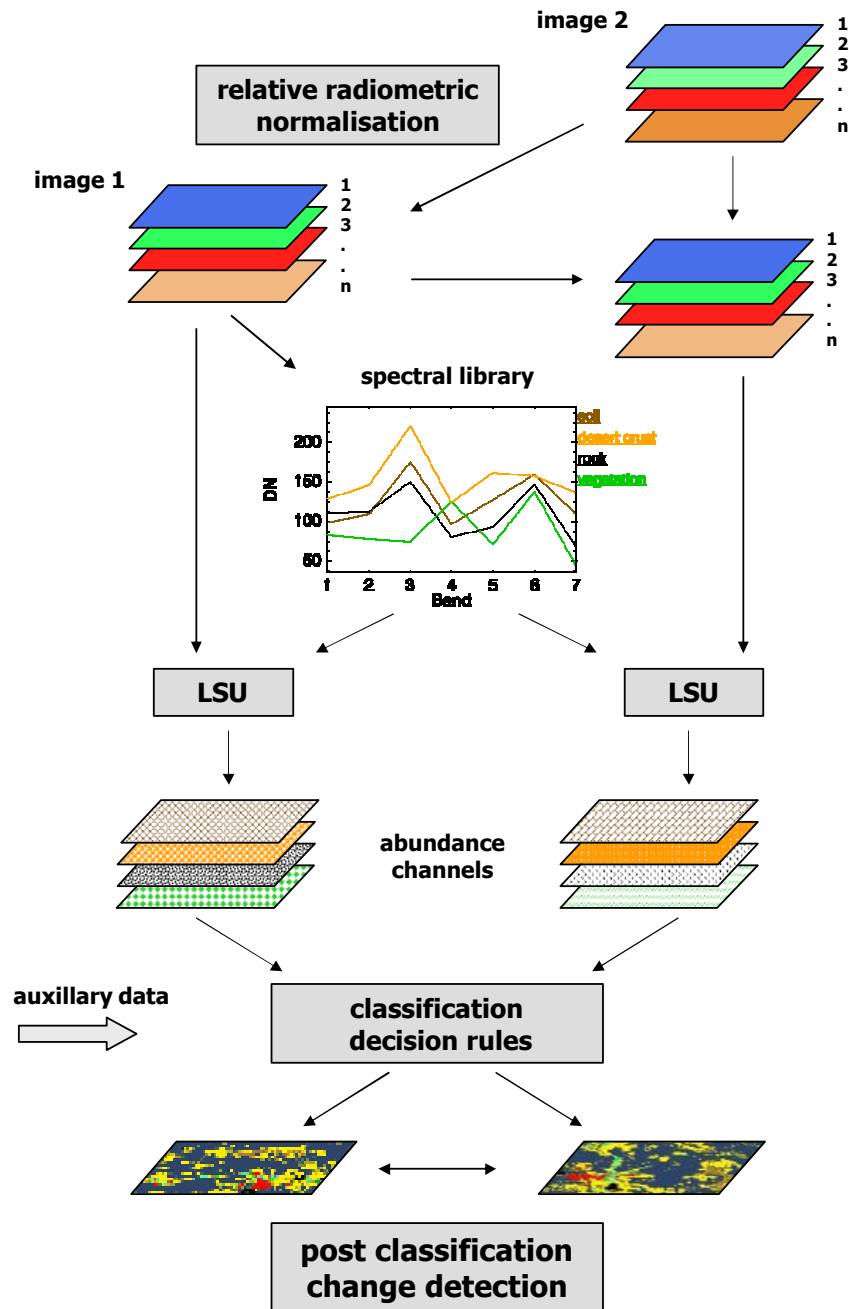 image 2
1
2
3
.
.
n
relative radiometric
normalisation
image 1
1
2
3
.
.
n
1
2
3
.
.
n
spectral library
soil
desert crust
rock
vegetation
200
150
100
50
DN
1 2 3 4 5 6 7
Band
LSU
LSU
abundance
channels
auxillary data
classification
decision rules
post classification
change detection